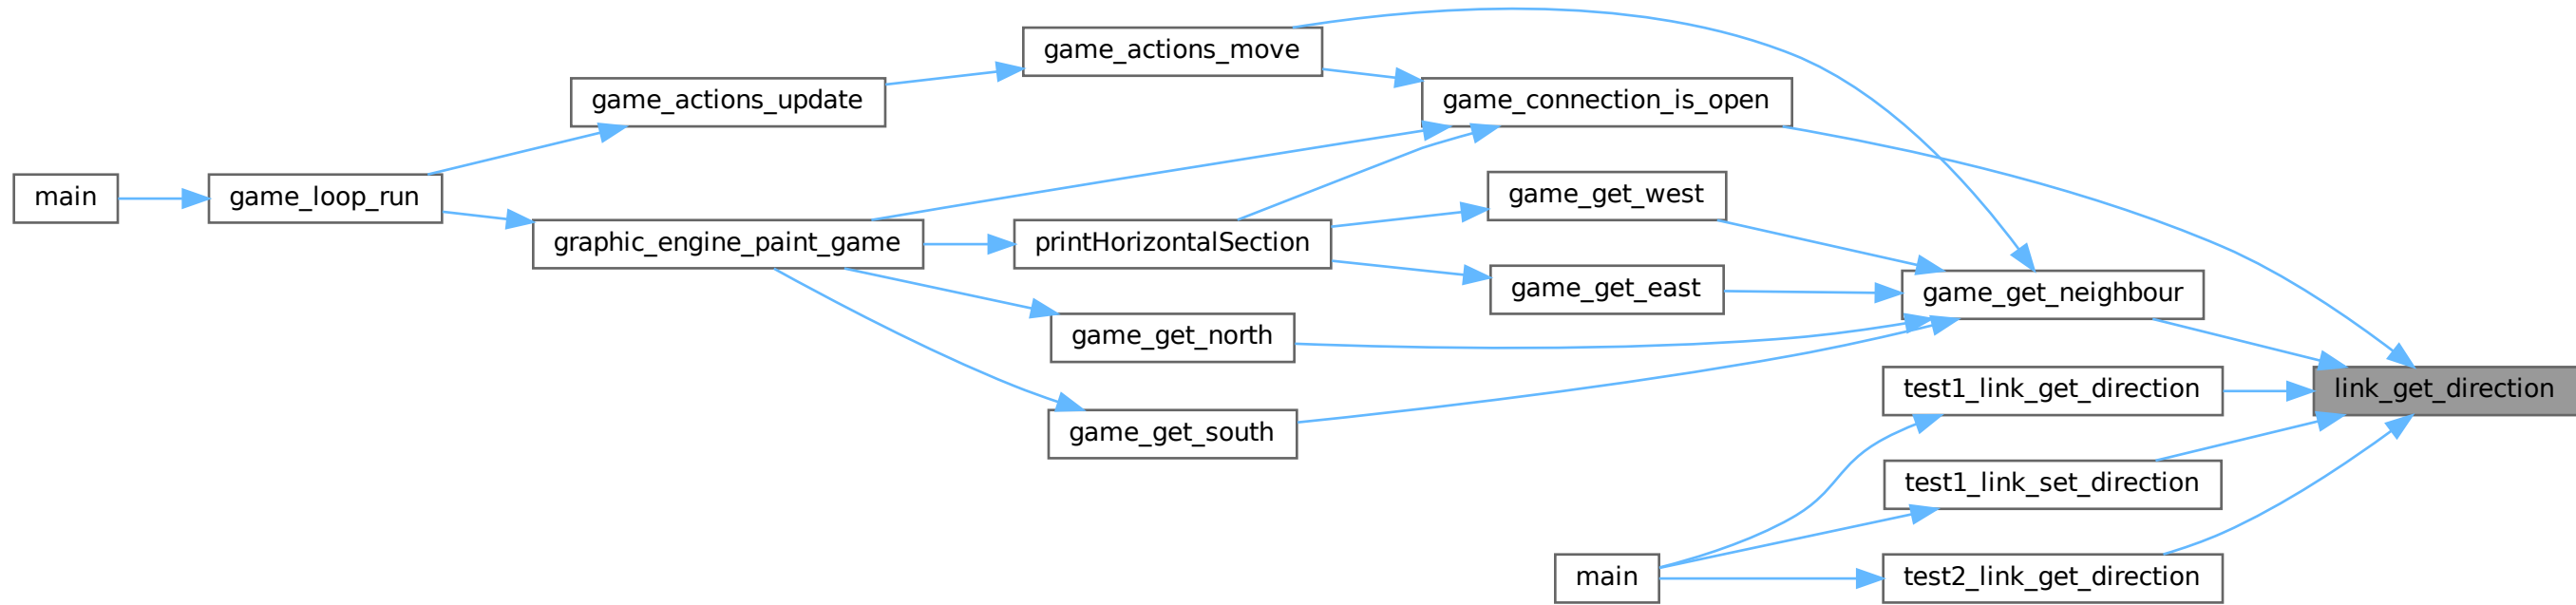 main
game_loop_run
game_actions_update
graphic_engine_paint_game
game_actions_move
printHorizontalSection
game_get_north
game_get_south
game_connection_is_open
game_get_west
game_get_east
main
game_get_neighbour
test1_link_get_direction
test1_link_set_direction
test2_link_get_direction
link_get_direction